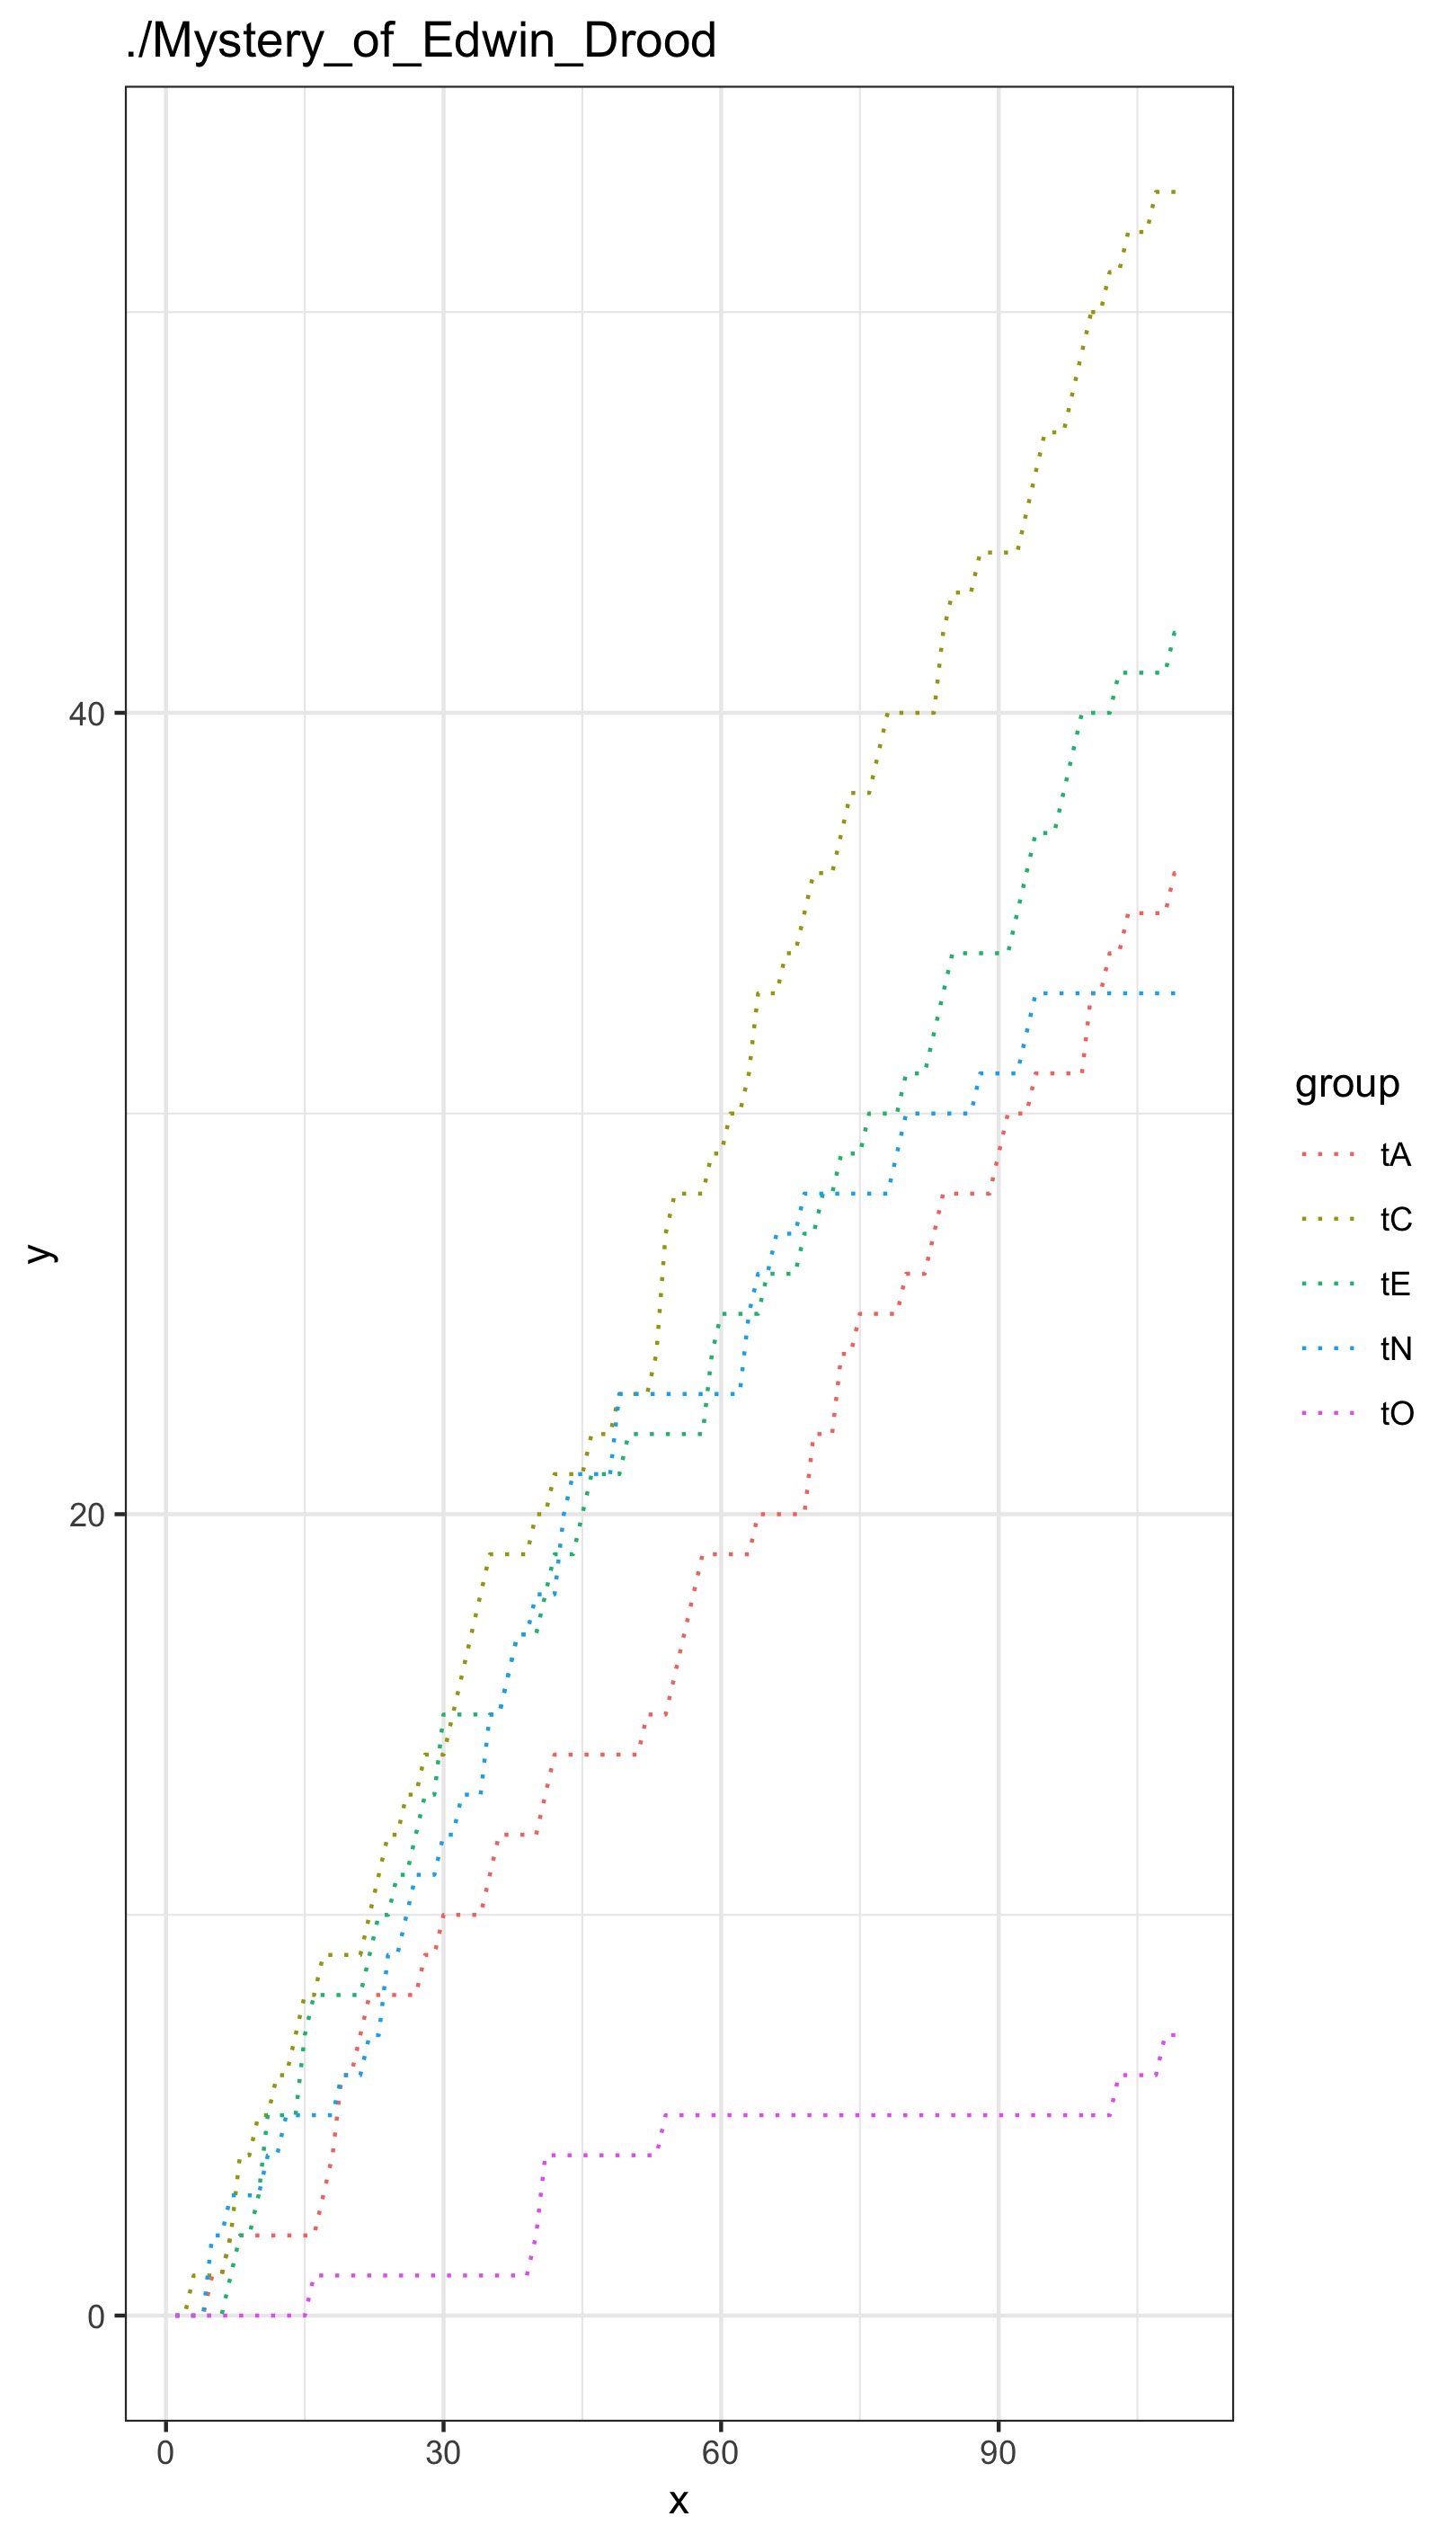 ./Mystery_of_Edwin_Drood
40
20
0
y
0 30 60 90
x
group
tA
tC
tE
tN
tO